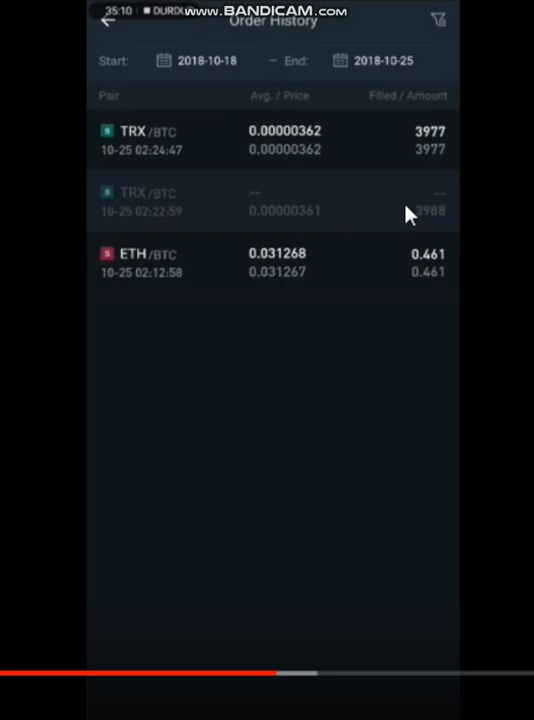 35:10 DURDU
www.BANDICAM.com
Order History
Start: 2018-10-18 – End: 2018-10-25
Pair Avg. / Price Filled / Amount
B TRX /BTC 0.00000362 3977
10-25 02:24:47 0.00000362 3977
B TRX /BTC -- --
10-25 02:22:59 0.00000361 3988
S ETH /BTC 0.031268 0.461
10-25 02:12:58 0.031267 0.461